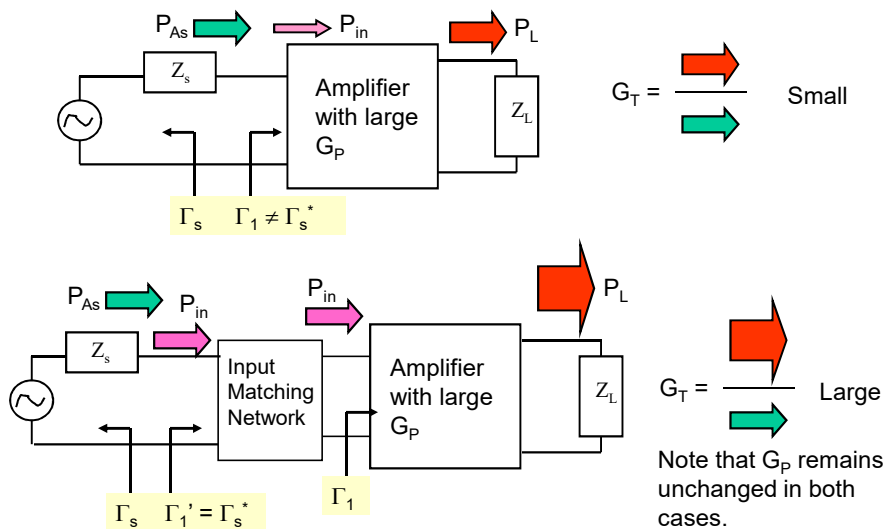 P_As P_in P_L
Z_s
Amplifier
with large
G_P
Z_L
G_T = Small
Γ_s Γ_1 ≠ Γ_s^*
P_As P_in P_in P_L
Z_s
Input
Matching
Network
Amplifier
with large
G_P
Z_L
G_T = Large
Γ_s Γ_1' = Γ_s^* Γ_1
Note that G_P remains
unchanged in both
cases.